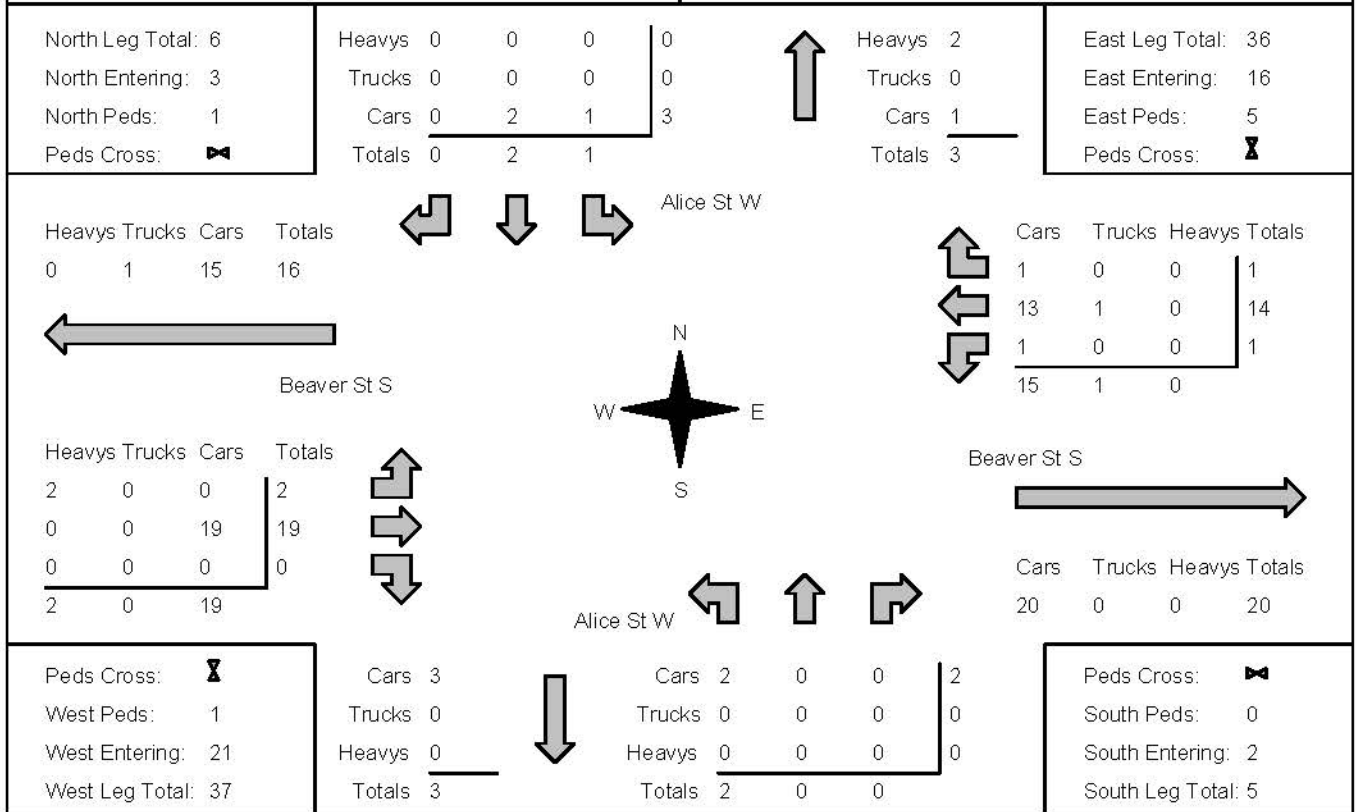 North Leg Total: 6
North Entering: 3
North Peds: 1
Peds Cross:
Heavys 0 0 0 0
Trucks 0 0 0 0
Cars 0 2 1 3
Totals 0 2 1
Heavys 2
Trucks 0
Cars 1
Totals 3
East Leg Total: 36
East Entering: 16
East Peds: 5
Peds Cross:
Alice St W
Heavys Trucks Cars Totals
0 1 15 16
Cars Trucks Heavys Totals
1 0 0 1
13 1 0 14
1 0 0 1
15 1 0
Beaver St S
N
W E
S
Heavys Trucks Cars Totals
2 0 0 2
0 0 19 19
0 0 0 0
2 0 19
Beaver St S
Cars Trucks Heavys Totals
20 0 0 20
Alice St W
Peds Cross:
West Peds: 1
West Entering: 21
West Leg Total: 37
Cars 3
Trucks 0
Heavys 0
Totals 3
Cars 2 0 0 2
Trucks 0 0 0 0
Heavys 0 0 0 0
Totals 2 0 0
Peds Cross:
South Peds: 0
South Entering: 2
South Leg Total: 5